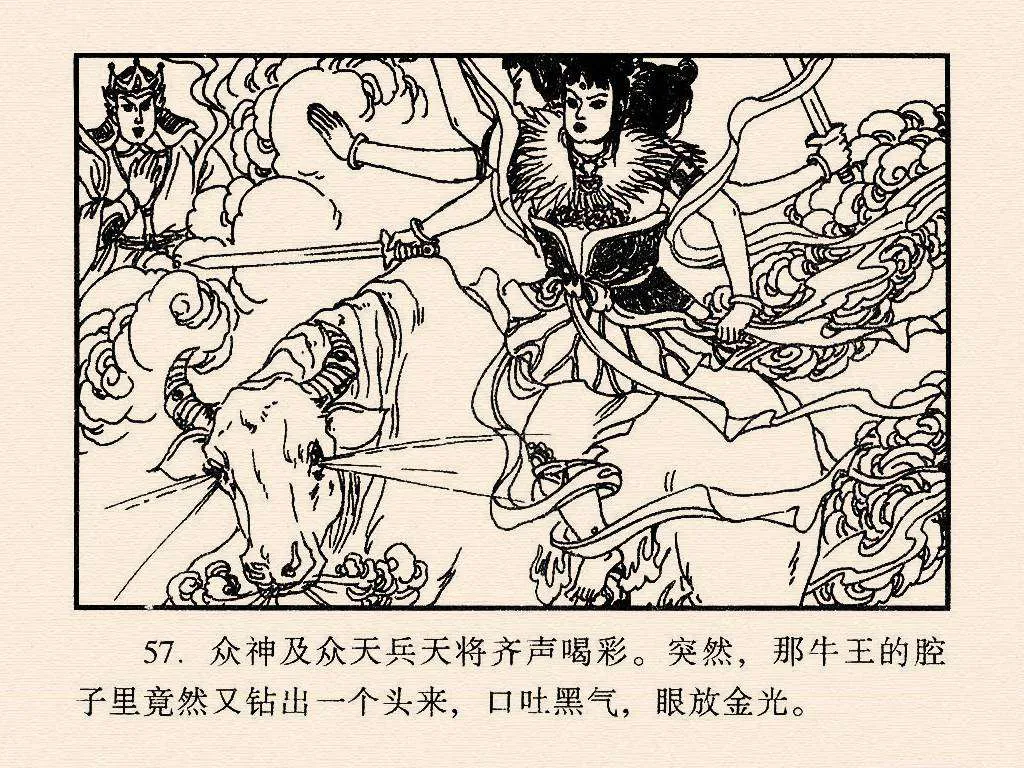 57. 众神及众天兵天将齐声喝彩。突然，那牛王的腔
子里竟然又钻出一个头来，口吐黑气，眼放金光。